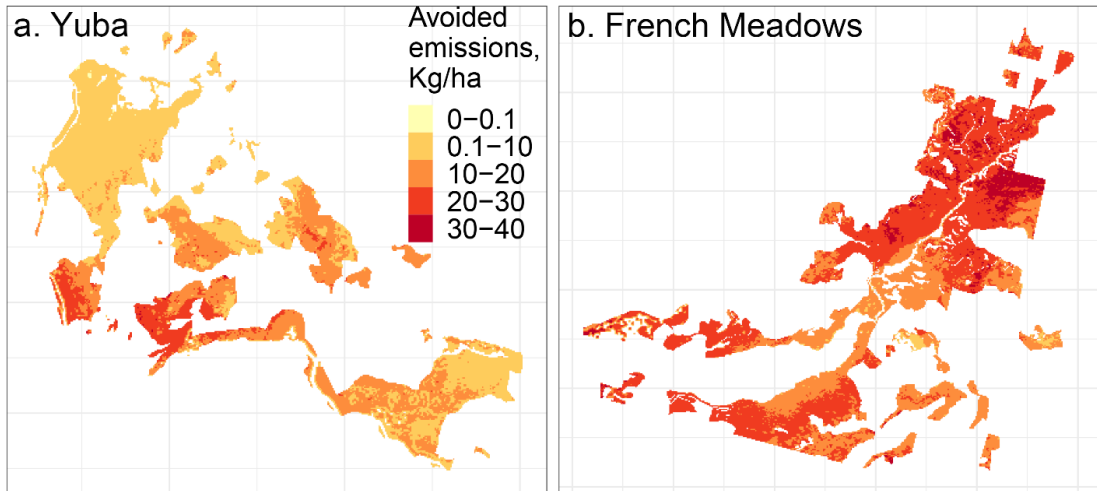 a. Yuba
Avoided
emissions,
Kg/ha
0−0.1
0.1−10
10−20
20−30
30−40
b. French Meadows